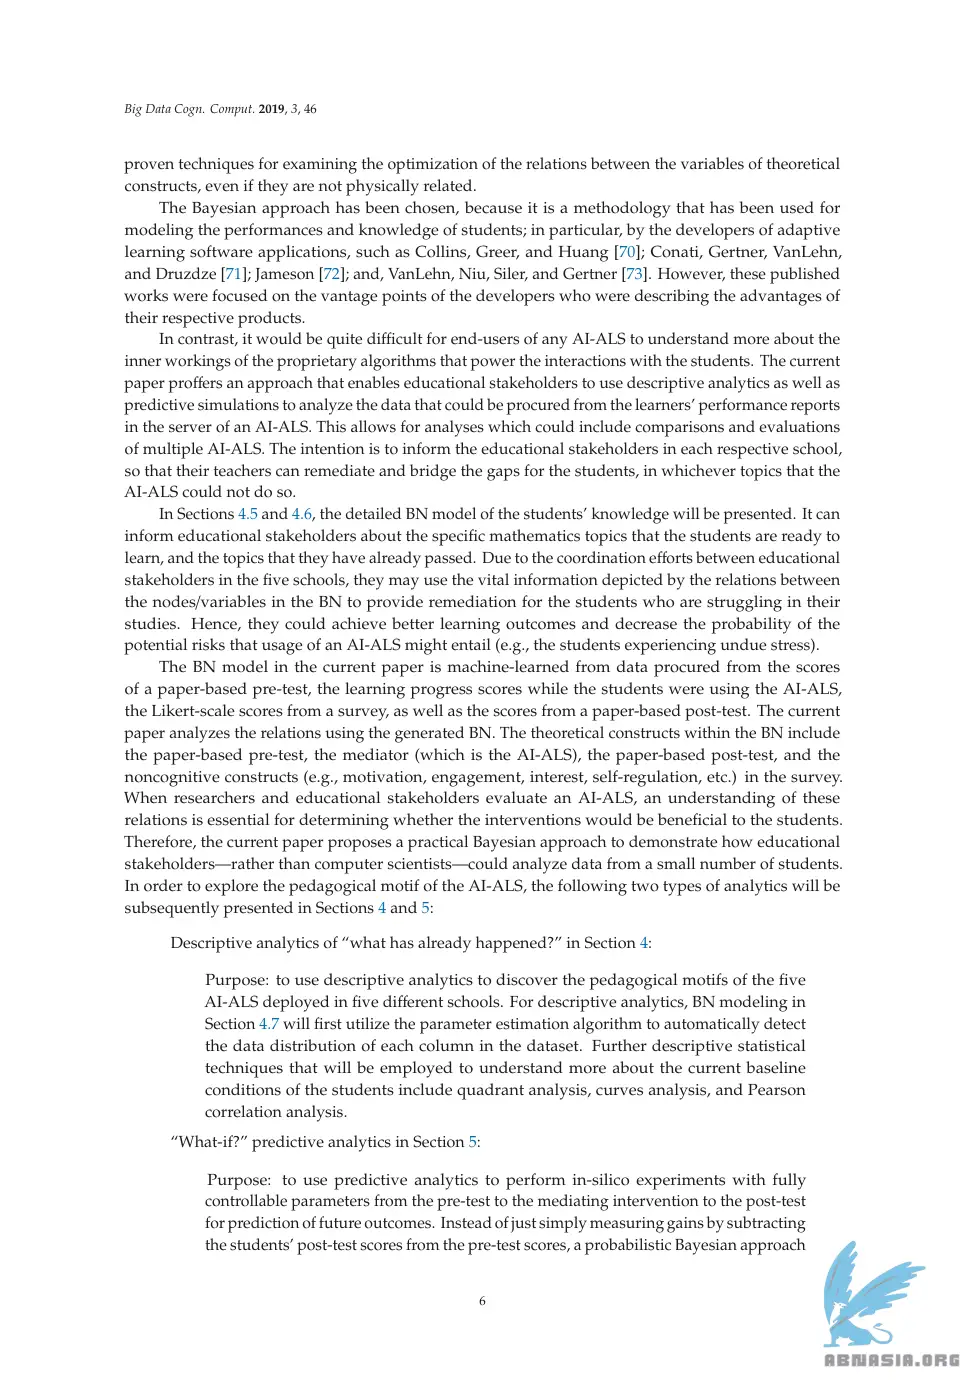 Big Data Cogn. Comput. 2019, 3, 46
proven techniques for examining the optimization of the relations between the variables of theoretical
constructs, even if they are not physically related.
The Bayesian approach has been chosen, because it is a methodology that has been used for
modeling the performances and knowledge of students; in particular, by the developers of adaptive
learning software applications, such as Collins, Greer, and Huang [70]; Conati, Gertner, VanLehn,
and Druzdze [71]; Jameson [72]; and, VanLehn, Niu, Siler, and Gertner [73]. However, these published
works were focused on the vantage points of the developers who were describing the advantages of
their respective products.
In contrast, it would be quite difficult for end-users of any AI-ALS to understand more about the
inner workings of the proprietary algorithms that power the interactions with the students. The current
paper proffers an approach that enables educational stakeholders to use descriptive analytics as well as
predictive simulations to analyze the data that could be procured from the learners' performance reports
in the server of an AI-ALS. This allows for analyses which could include comparisons and evaluations
of multiple AI-ALS. The intention is to inform the educational stakeholders in each respective school,
so that their teachers can remediate and bridge the gaps for the students, in whichever topics that the
AI-ALS could not do so.
In Sections 4.5 and 4.6, the detailed BN model of the students' knowledge will be presented. It can
inform educational stakeholders about the specific mathematics topics that the students are ready to
learn, and the topics that they have already passed. Due to the coordination efforts between educational
stakeholders in the five schools, they may use the vital information depicted by the relations between
the nodes/variables in the BN to provide remediation for the students who are struggling in their
studies. Hence, they could achieve better learning outcomes and decrease the probability of the
potential risks that usage of an AI-ALS might entail (e.g., the students experiencing undue stress).
The BN model in the current paper is machine-learned from data procured from the scores
of a paper-based pre-test, the learning progress scores while the students were using the AI-ALS,
the Likert-scale scores from a survey, as well as the scores from a paper-based post-test. The current
paper analyzes the relations using the generated BN. The theoretical constructs within the BN include
the paper-based pre-test, the mediator (which is the AI-ALS), the paper-based post-test, and the
noncognitive constructs (e.g., motivation, engagement, interest, self-regulation, etc.) in the survey.
When researchers and educational stakeholders evaluate an AI-ALS, an understanding of these
relations is essential for determining whether the interventions would be beneficial to the students.
Therefore, the current paper proposes a practical Bayesian approach to demonstrate how educational
stakeholders—rather than computer scientists—could analyze data from a small number of students.
In order to explore the pedagogical motif of the AI-ALS, the following two types of analytics will be
subsequently presented in Sections 4 and 5:
Descriptive analytics of "what has already happened?" in Section 4:
Purpose: to use descriptive analytics to discover the pedagogical motifs of the five
AI-ALS deployed in five different schools. For descriptive analytics, BN modeling in
Section 4.7 will first utilize the parameter estimation algorithm to automatically detect
the data distribution of each column in the dataset. Further descriptive statistical
techniques that will be employed to understand more about the current baseline
conditions of the students include quadrant analysis, curves analysis, and Pearson
correlation analysis.
"What-if?" predictive analytics in Section 5:
Purpose: to use predictive analytics to perform in-silico experiments with fully
controllable parameters from the pre-test to the mediating intervention to the post-test
for prediction of future outcomes. Instead of just simply measuring gains by subtracting
the students' post-test scores from the pre-test scores, a probabilistic Bayesian approach
6
ABNASIA.ORG